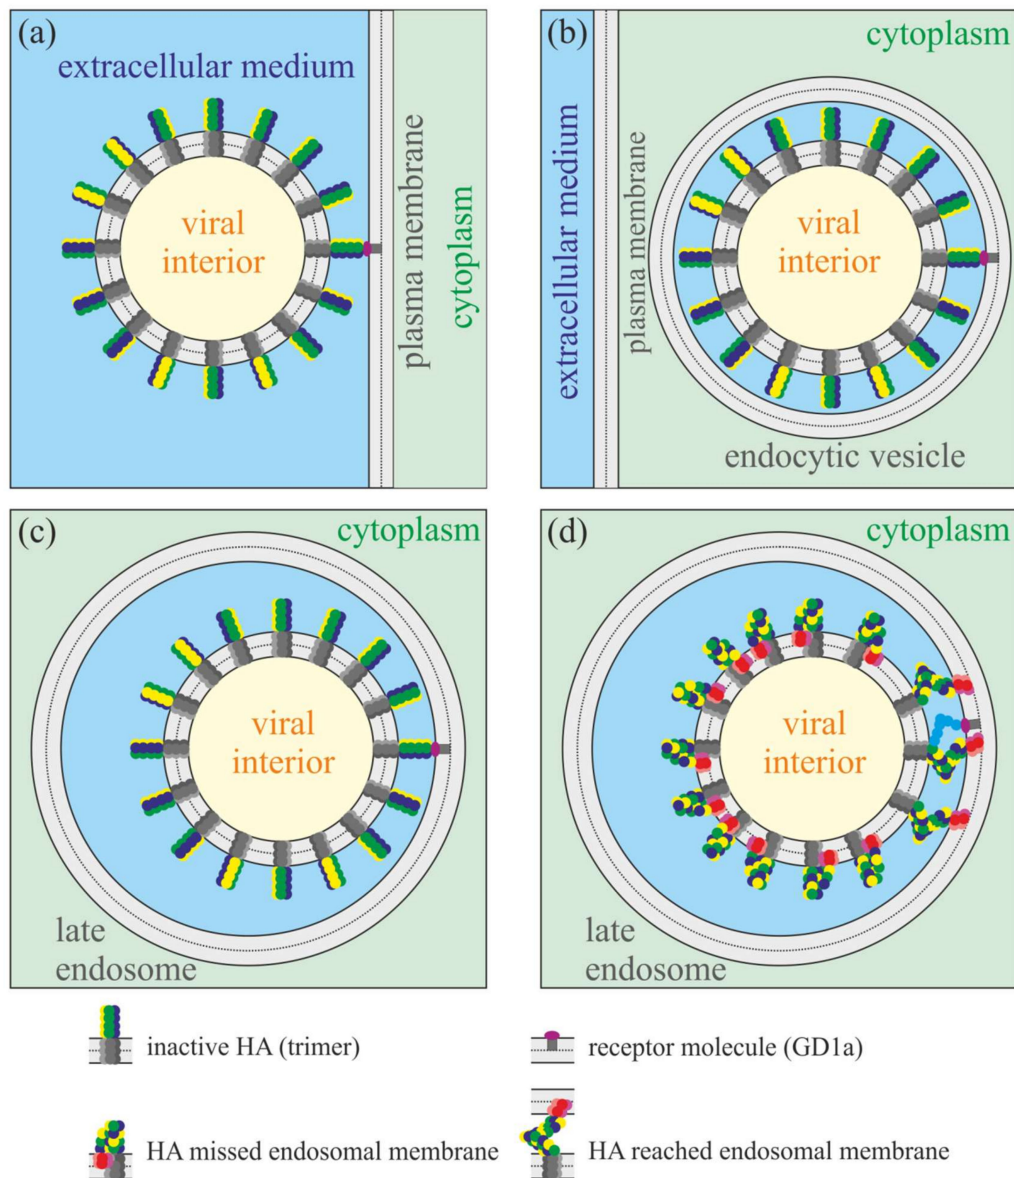 (a)
extracellular medium
viral
interior
plasma membrane
cytoplasm
(b)
cytoplasm
extracellular medium
plasma membrane
viral
interior
endocytic vesicle
(c)
cytoplasm
viral
interior
late
endosome
(d)
cytoplasm
viral
interior
late
endosome
inactive HA (trimer)
receptor molecule (GD1a)
HA missed endosomal membrane
HA reached endosomal membrane